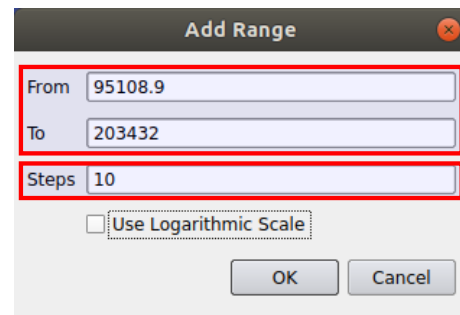 Add Range
From 95108.9
To 203432
Steps 10
Use Logarithmic Scale
OK Cancel